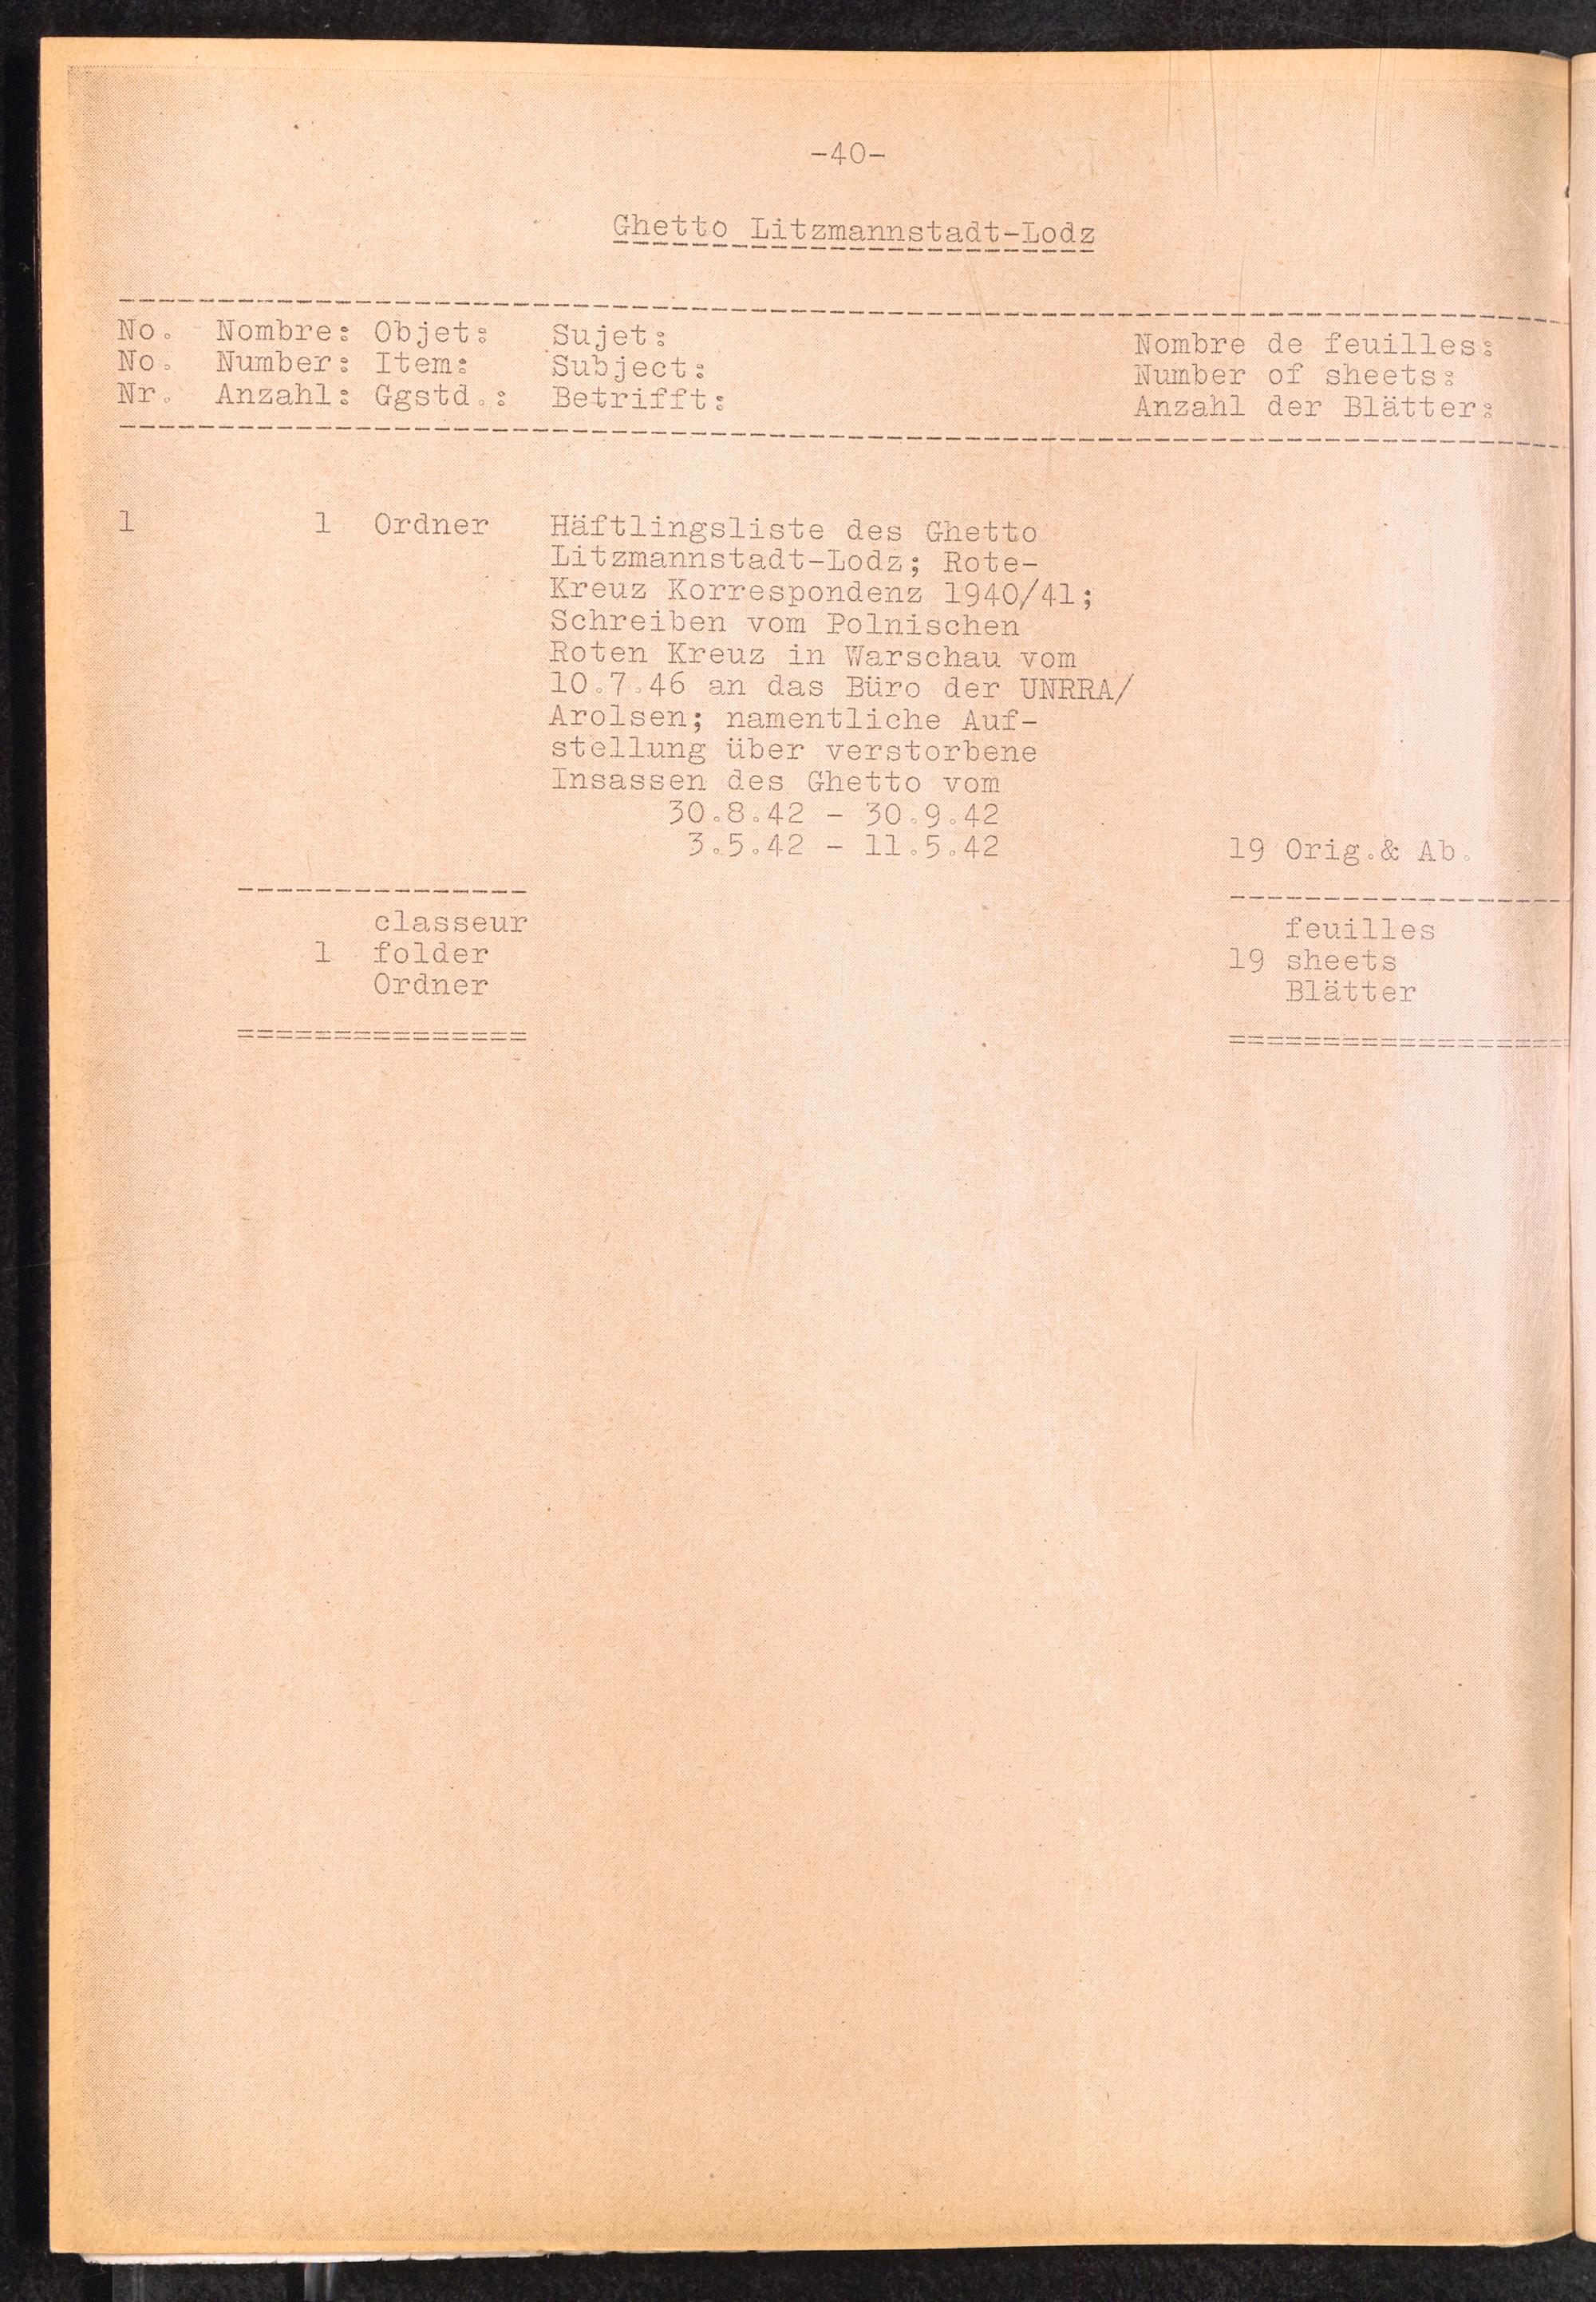 -40-
Ghetto Litzmannstadt-Lodz
No. Nombre: Objet: Sujet: Nombre de feuilles:
No. Number: Item: Subject: Number of sheets:
Nr. Anzahl: Ggstd.: Betrifft: Anzahl der Blätter:
1 1 Ordner Häftlingsliste des Ghetto
Litzmannstadt-Lodz; Rote-
Kreuz Korrespondenz 1940/41;
Schreiben vom Polnischen
Roten Kreuz in Warschau vom
10.7.46 an das Büro der UNRRA/
Arolsen; namentliche Auf-
stellung über verstorbene
Insassen des Ghetto vom
30.8.42 - 30.9.42
3.5.42 - 11.5.42 19 Orig.& Ab.
classeur feuilles
1 folder 19 sheets
Ordner Blätter